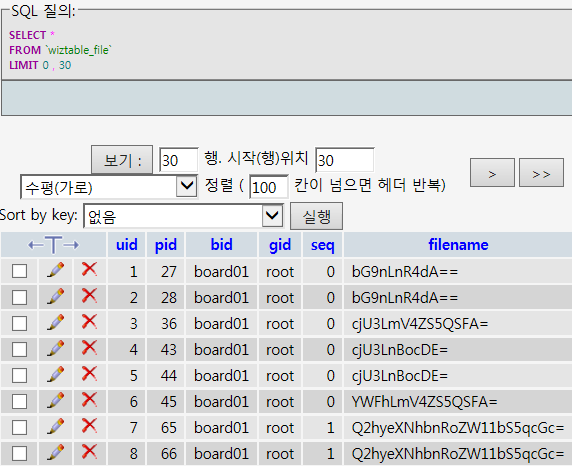 SQL 질의:
SELECT *
FROM `wiztable_file`
LIMIT 0 , 30
보기 : 30 행. 시작(행)위치 30
> >>
수평(가로) 정렬 ( 100 칸이 넘으면 헤더 반복)
Sort by key: 없음 실행
←T→ uid pid bid gid seq filename
1 27 board01 root 0 bG9nLnR4dA==
2 28 board01 root 0 bG9nLnR4dA==
3 36 board01 root 0 cjU3LmV4ZS5QSFA=
4 43 board01 root 0 cjU3LnBocDE=
5 44 board01 root 0 cjU3LnBocDE=
6 45 board01 root 0 YWFhLmV4ZS5QSFA=
7 65 board01 root 1 Q2hyeXNhbnRoZW11bS5qcGc=
8 66 board01 root 1 Q2hyeXNhbnRoZW11bS5qcGc=